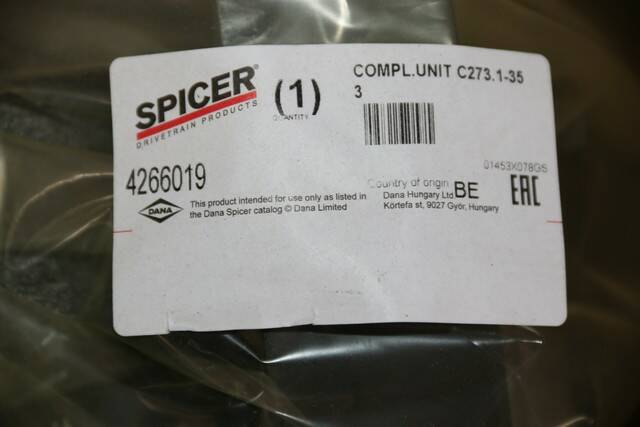 SPICER®
DRIVETRAIN PRODUCTS
(1)
QUANTITY
COMPL.UNIT C273.1-35
3
01453X078GS
4266019
Country of origin BE
EAC
DANA
This product intended for use only as listed in
the Dana Spicer catalog © Dana Limited
Dana Hungary Ltd
Körtefa st, 9027 Győr, Hungary